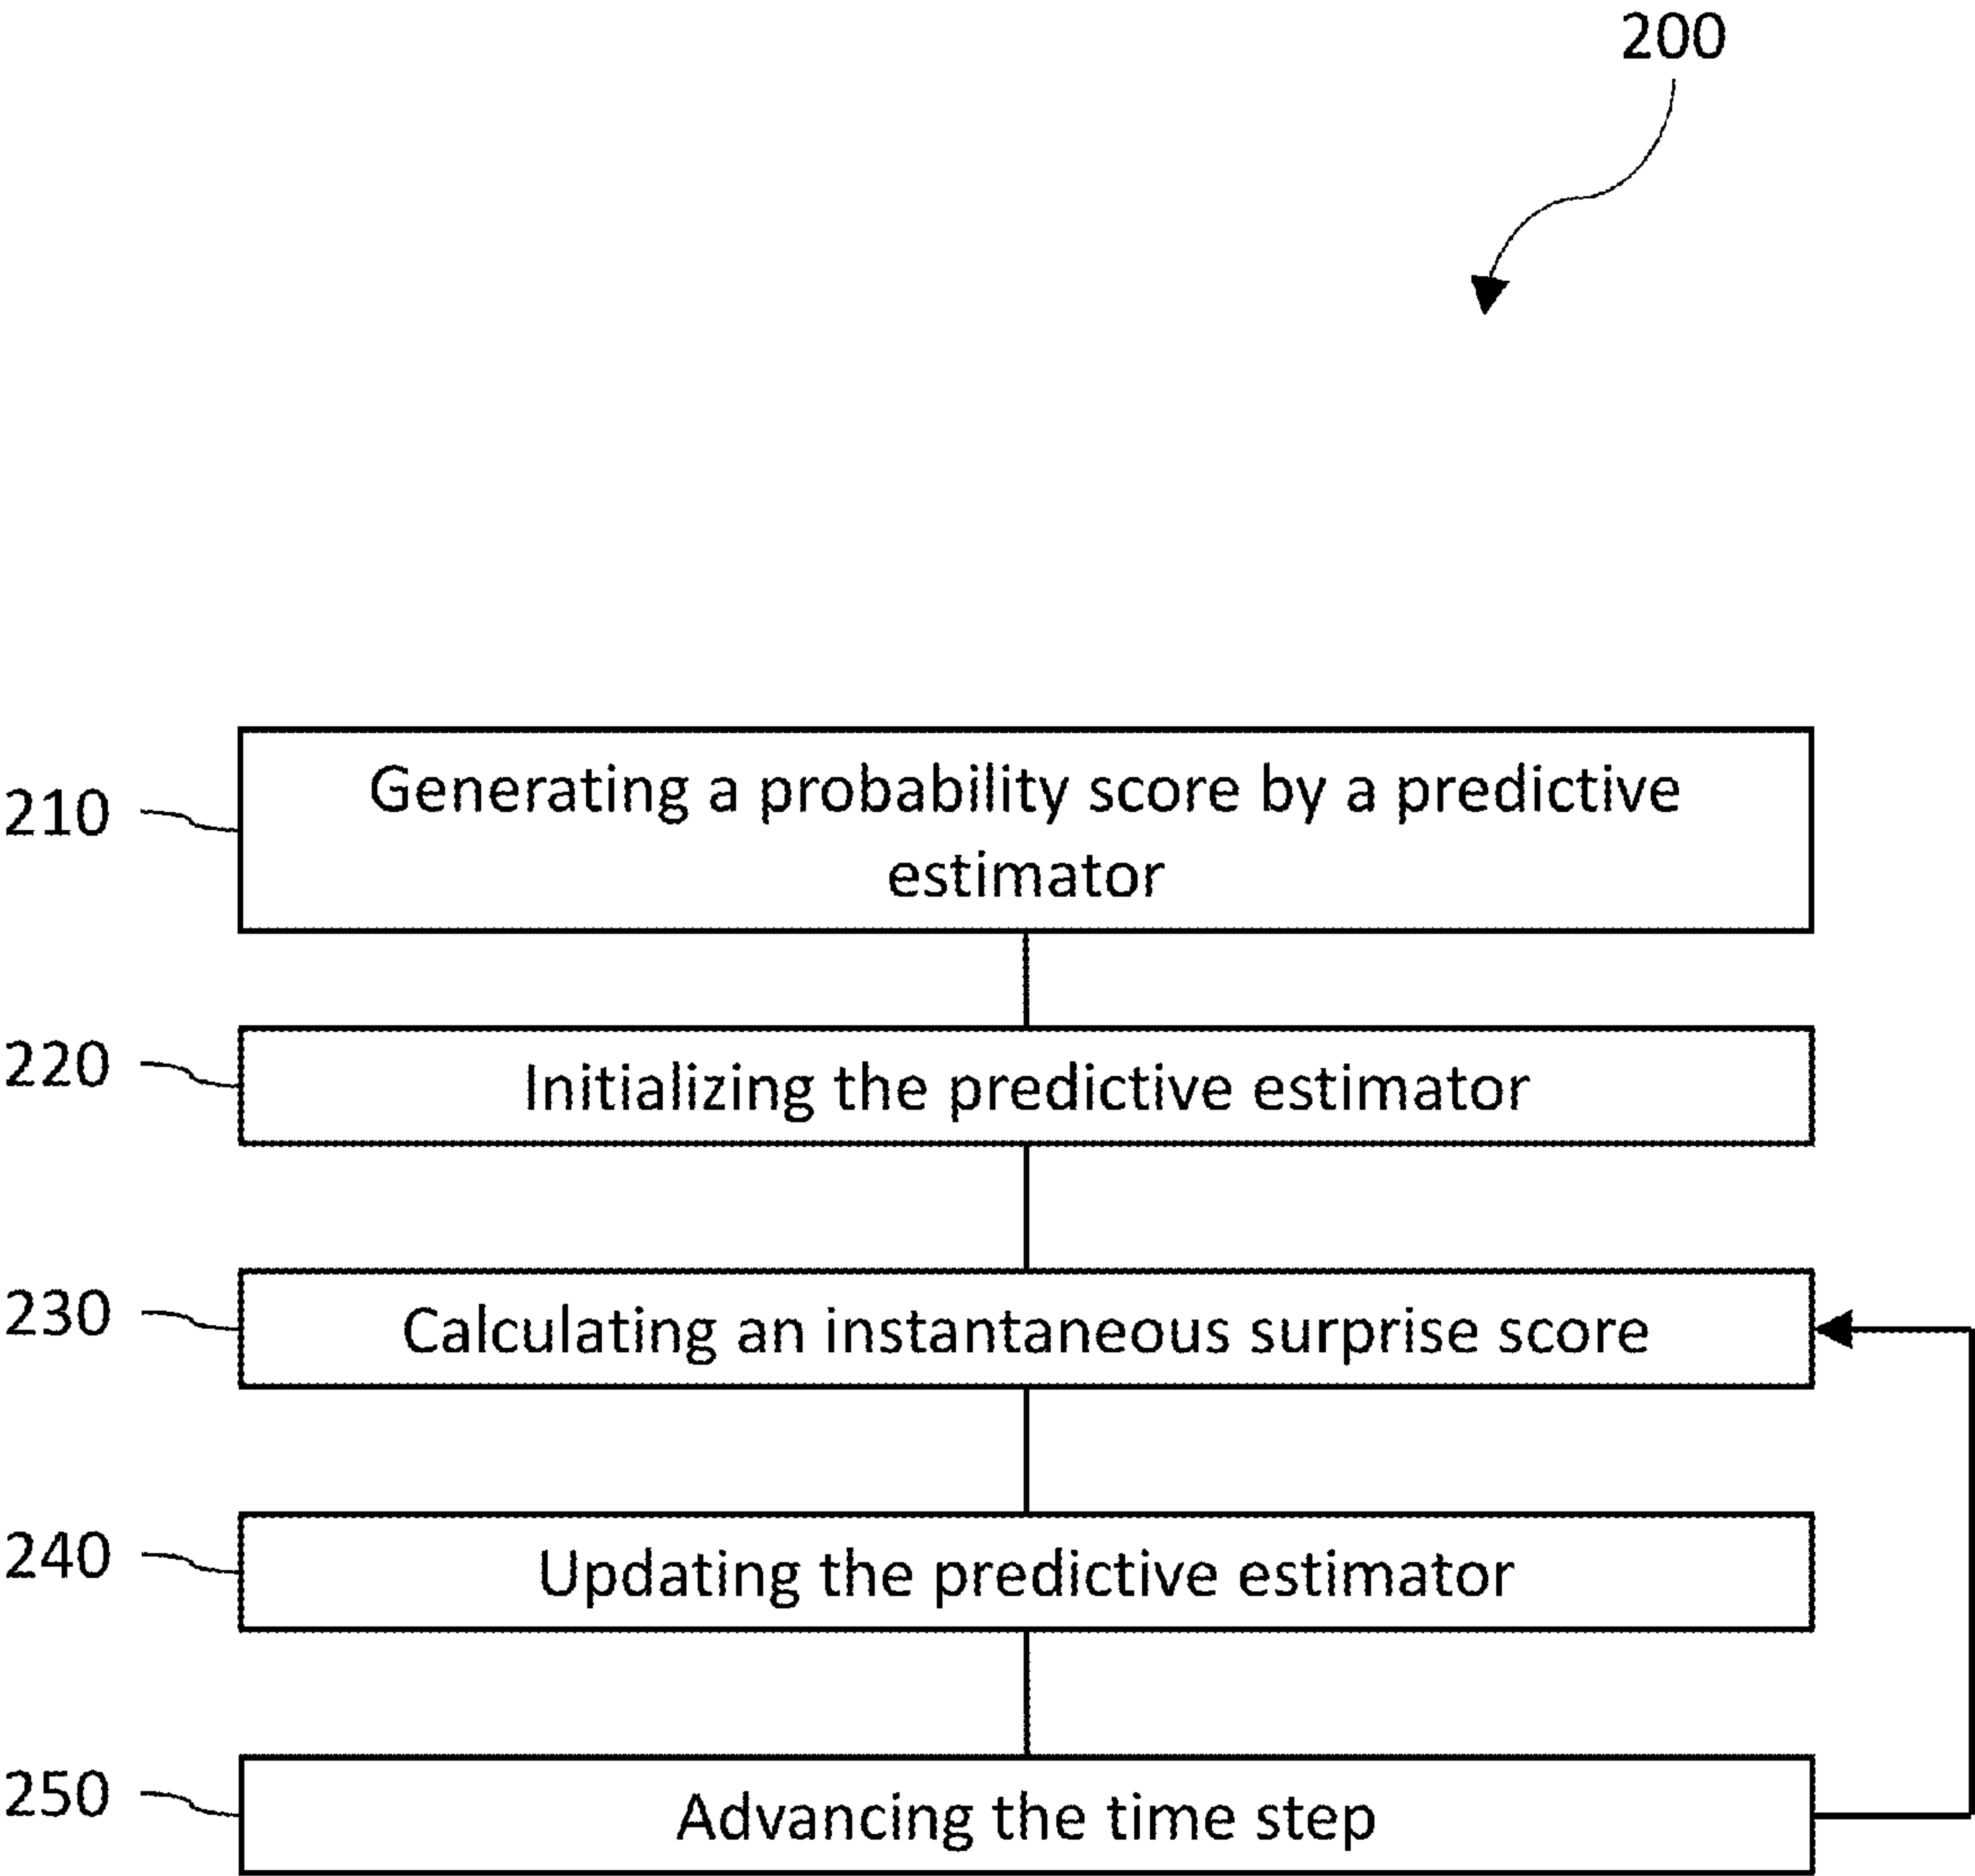 200
210
Generating a probability score by a predictive
estimator
220
Initializing the predictive estimator
230
Calculating an instantaneous surprise score
240
Updating the predictive estimator
250
Advancing the time step